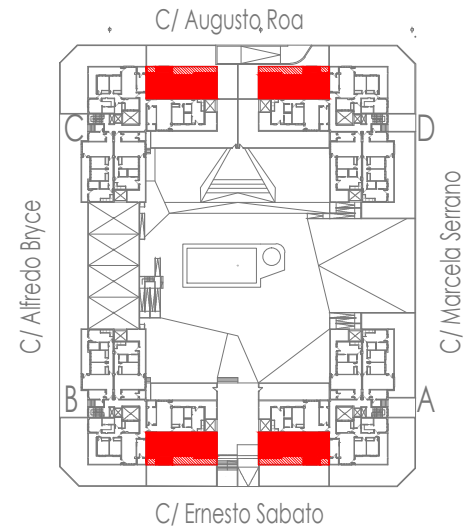 C/ Augusto Roa
C
D
C/ Alfredo Bryce
C/ Marcela Serrano
B
A
C/ Ernesto Sabato